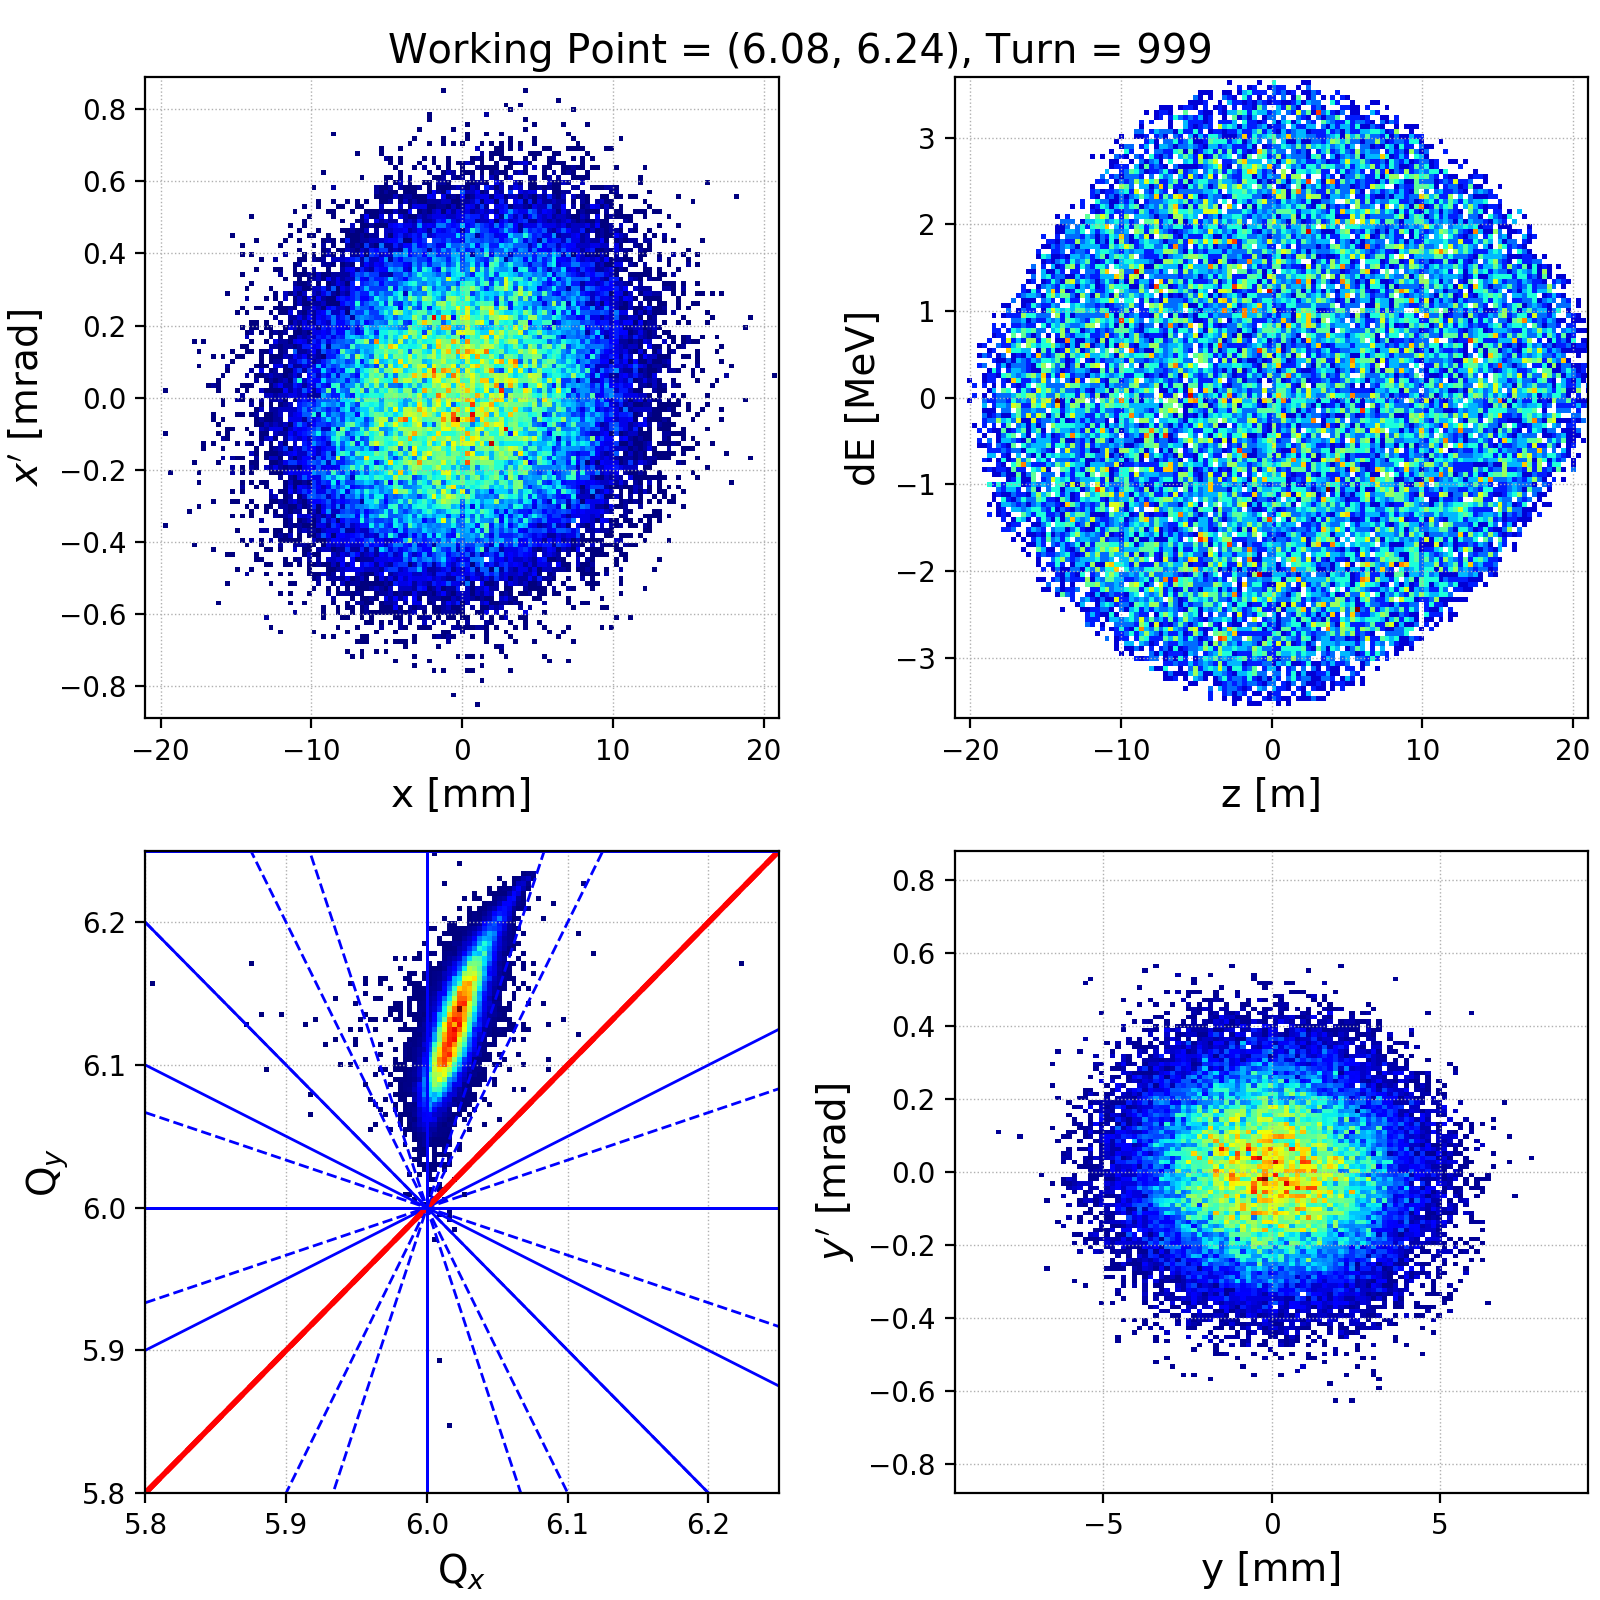 Working Point = (6.08, 6.24), Turn = 999
0.8
0.6
0.4
0.2
0.0
−0.2
−0.4
−0.6
−0.8
x′ [mrad]
−20 −10 0 10 20
x [mm]
3
2
1
0
−1
−2
−3
dE [MeV]
−20 −10 0 10 20
z [m]
6.2
6.1
6.0
5.9
5.8
Qy
5.8 5.9 6.0 6.1 6.2
Qx
0.8
0.6
0.4
0.2
0.0
−0.2
−0.4
−0.6
−0.8
y′ [mrad]
−5 0 5
y [mm]